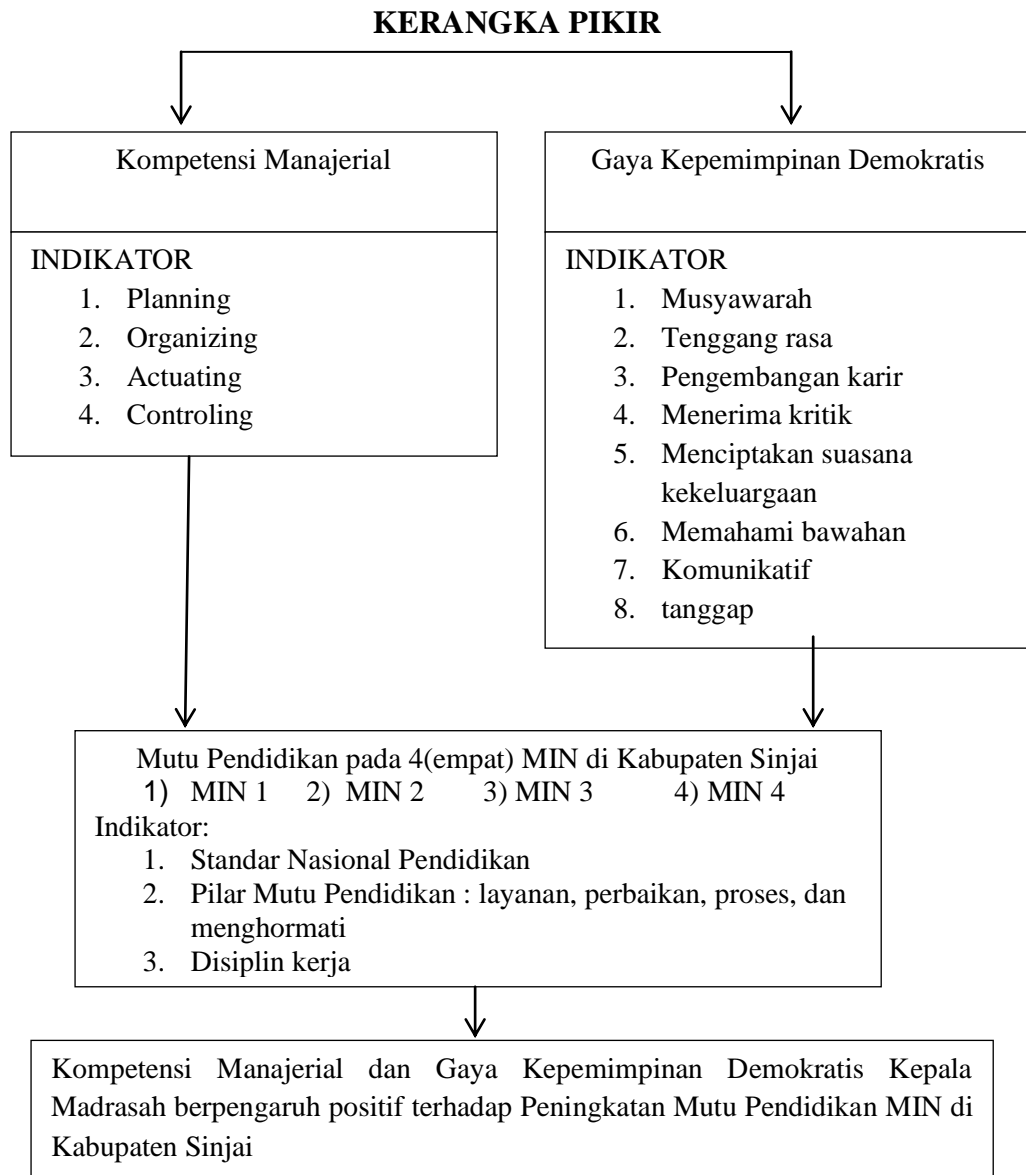 KERANGKA PIKIR
Kompetensi Manajerial
INDIKATOR
1. Planning
2. Organizing
3. Actuating
4. Controling
Gaya Kepemimpinan Demokratis
INDIKATOR
1. Musyawarah
2. Tenggang rasa
3. Pengembangan karir
4. Menerima kritik
5. Menciptakan suasana
kekeluargaan
6. Memahami bawahan
7. Komunikatif
8. tanggap
Mutu Pendidikan pada 4(empat) MIN di Kabupaten Sinjai
1) MIN 1 2) MIN 2 3) MIN 3 4) MIN 4
Indikator:
1. Standar Nasional Pendidikan
2. Pilar Mutu Pendidikan : layanan, perbaikan, proses, dan
menghormati
3. Disiplin kerja
Kompetensi Manajerial dan Gaya Kepemimpinan Demokratis Kepala
Madrasah berpengaruh positif terhadap Peningkatan Mutu Pendidikan MIN di
Kabupaten Sinjai